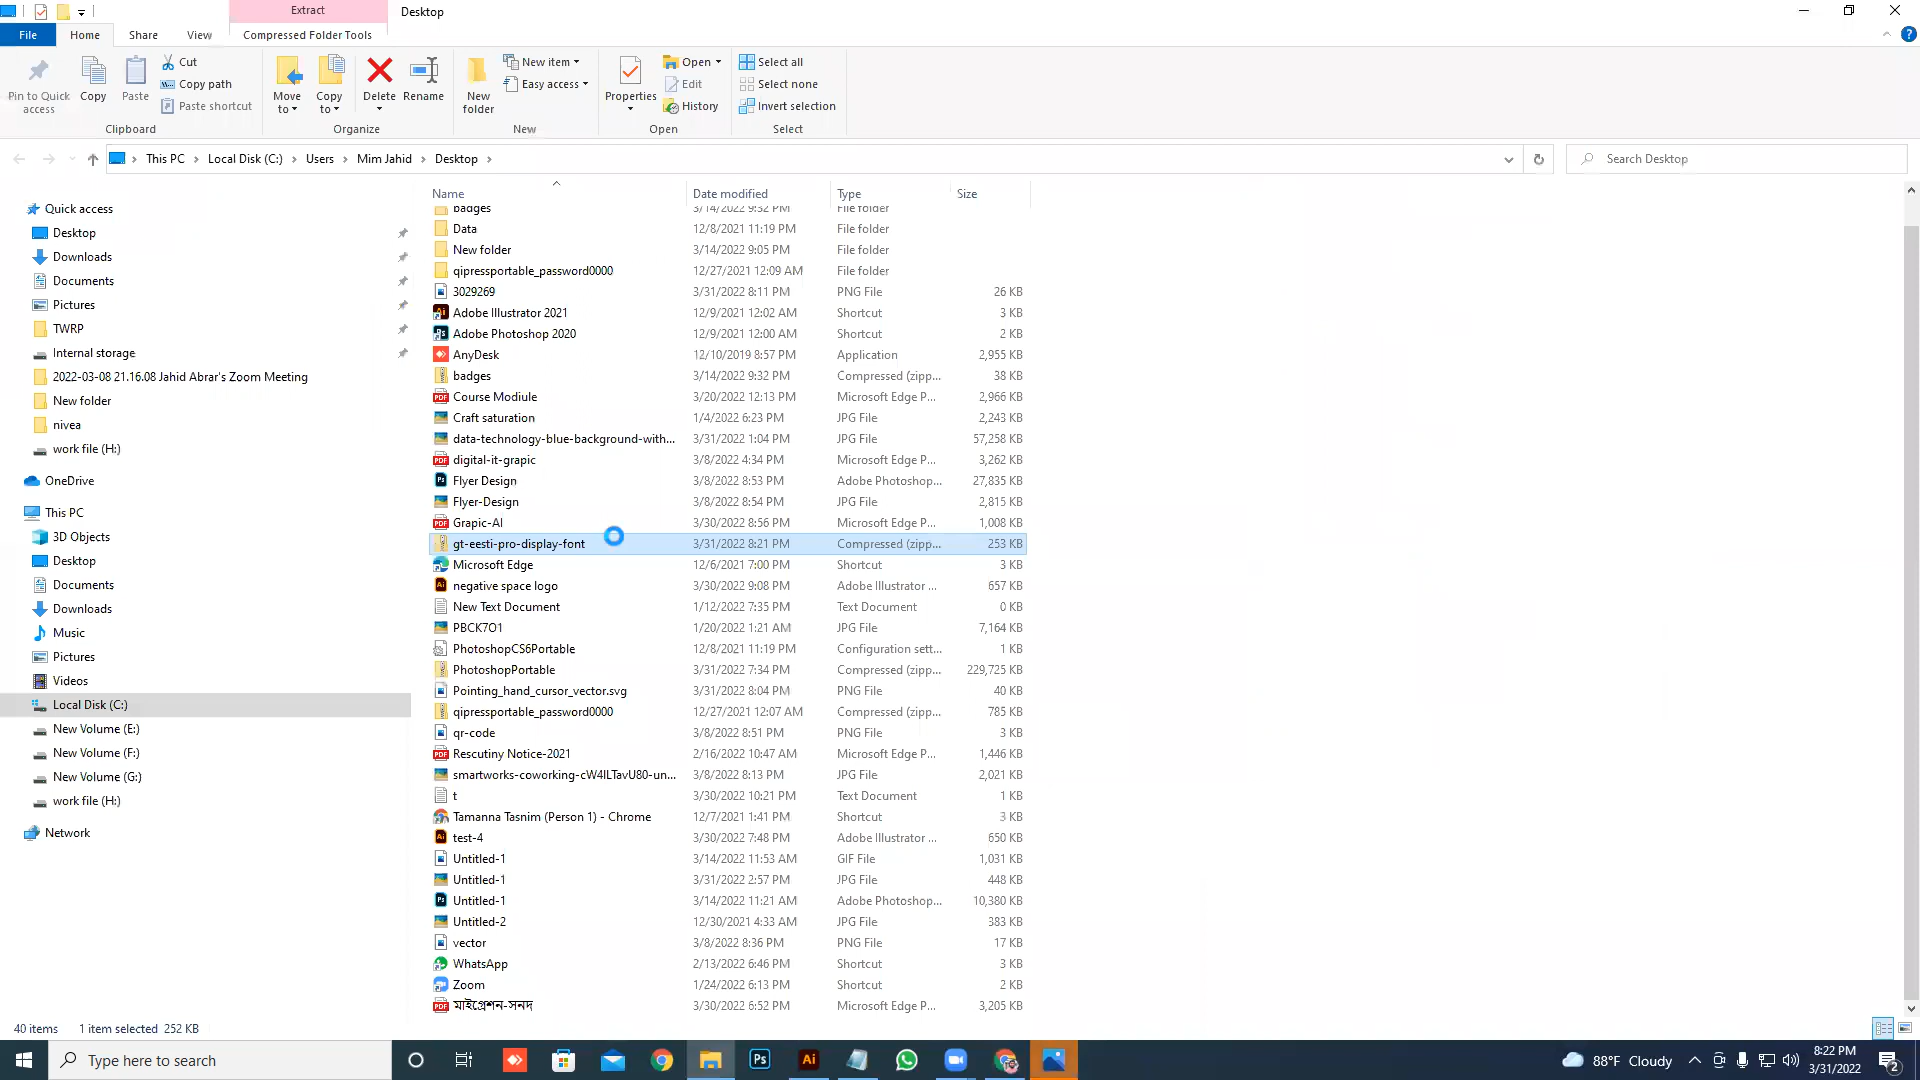 Extract
Desktop
File
Home
Share
View
Compressed Folder Tools
Pin to Quick access
Copy
Paste
Cut
Copy path
Paste shortcut
Clipboard
Move to
Copy to
Delete
Rename
Organize
New folder
New item
Easy access
New
Properties
Open
Edit
History
Open
Select all
Select none
Invert selection
Select
This PC > Local Disk (C:) > Users > Mim Jahid > Desktop >
Search Desktop
Quick access
Desktop
Downloads
Documents
Pictures
TWRP
Internal storage
2022-03-08 21.16.08 Jahid Abrar's Zoom Meeting
New folder
nivea
work file (H:)
OneDrive
This PC
3D Objects
Desktop
Documents
Downloads
Music
Pictures
Videos
Local Disk (C:)
New Volume (E:)
New Volume (F:)
New Volume (G:)
work file (H:)
Network
Name Date modified Type Size
badges 3/14/2022 9:32 PM File folder
Data 12/8/2021 11:19 PM File folder
New folder 3/14/2022 9:05 PM File folder
qipressportable_password0000 12/27/2021 12:09 AM File folder
3029269 3/31/2022 8:11 PM PNG File 26 KB
Adobe Illustrator 2021 12/9/2021 12:02 AM Shortcut 3 KB
Adobe Photoshop 2020 12/9/2021 12:00 AM Shortcut 2 KB
AnyDesk 12/10/2019 8:57 PM Application 2,955 KB
badges 3/14/2022 9:32 PM Compressed (zipp... 38 KB
Course Module 3/20/2022 12:13 PM Microsoft Edge P... 2,966 KB
Craft saturation 1/4/2022 6:23 PM JPG File 2,243 KB
data-technology-blue-background-with... 3/31/2022 1:04 PM JPG File 57,258 KB
digital-it-grapic 3/8/2022 4:34 PM Microsoft Edge P... 3,262 KB
Flyer Design 3/8/2022 8:53 PM Adobe Photoshop... 27,835 KB
Flyer-Design 3/8/2022 8:54 PM JPG File 2,815 KB
Grapic-AI 3/30/2022 8:56 PM Microsoft Edge P... 1,008 KB
gt-eesti-pro-display-font 3/31/2022 8:21 PM Compressed (zipp... 253 KB
Microsoft Edge 12/6/2021 7:00 PM Shortcut 3 KB
negative space logo 3/30/2022 9:08 PM Adobe Illustrator ... 657 KB
New Text Document 1/12/2022 7:35 PM Text Document 0 KB
PBCK7O1 1/20/2022 1:21 AM JPG File 7,164 KB
PhotoshopCS6Portable 12/8/2021 11:19 PM Configuration sett... 1 KB
PhotoshopPortable 3/31/2022 7:34 PM Compressed (zipp... 229,725 KB
Pointing_hand_cursor_vector.svg 3/31/2022 8:04 PM PNG File 40 KB
qipressportable_password0000 12/27/2021 12:07 AM Compressed (zipp... 785 KB
qr-code 3/8/2022 8:51 PM PNG File 3 KB
Rescutiny Notice-2021 2/16/2022 10:47 AM Microsoft Edge P... 1,446 KB
smartworks-coworking-cW4lLTavU80-un... 3/8/2022 8:13 PM JPG File 2,021 KB
t 3/30/2022 10:21 PM Text Document 1 KB
Tamanna Tasnim (Person 1) - Chrome 12/7/2021 1:41 PM Shortcut 3 KB
test-4 3/30/2022 7:48 PM Adobe Illustrator ... 650 KB
Untitled-1 3/14/2022 11:53 AM GIF File 1,031 KB
Untitled-1 3/31/2022 2:57 PM JPG File 448 KB
Untitled-1 3/14/2022 11:21 AM Adobe Photoshop... 10,380 KB
Untitled-2 12/30/2021 4:33 AM JPG File 383 KB
vector 3/8/2022 8:36 PM PNG File 17 KB
WhatsApp 2/13/2022 6:46 PM Shortcut 3 KB
Zoom 1/24/2022 6:13 PM Shortcut 2 KB
মাইগ্রেশন-সনদ 3/30/2022 6:52 PM Microsoft Edge P... 3,205 KB
40 items 1 item selected 252 KB
Type here to search
88°F Cloudy
8:22 PM
3/31/2022
2